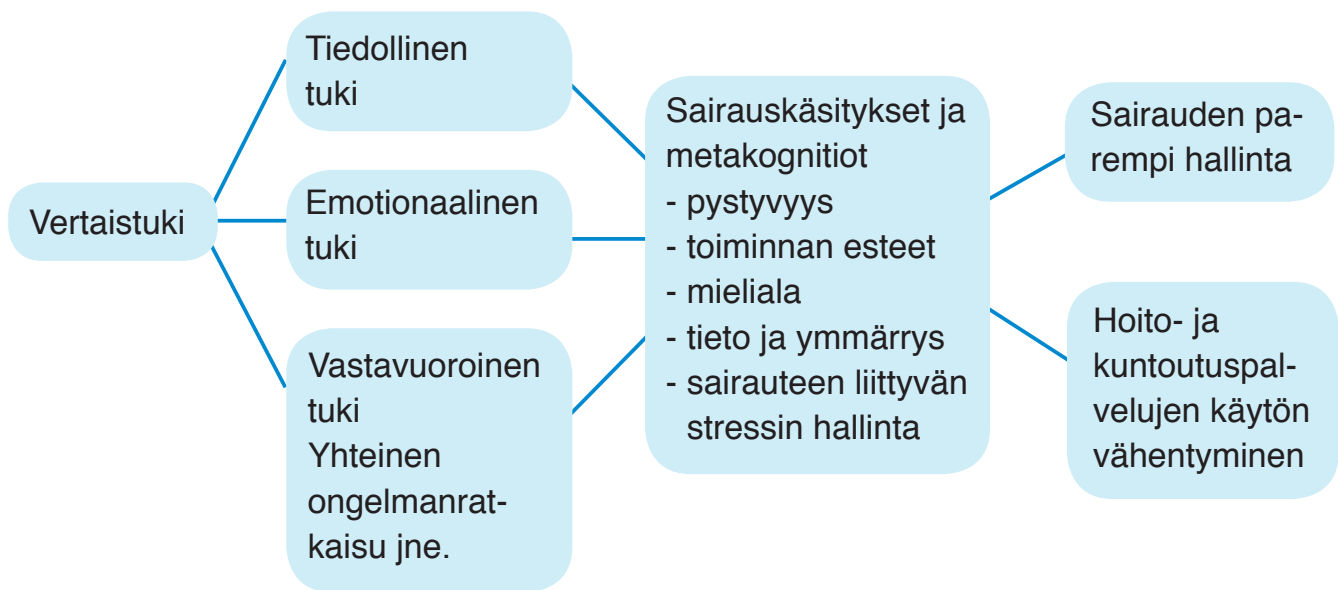 Vertaistuki
Tiedollinen
tuki
Emotionaalinen
tuki
Vastavuoroinen
tuki
Yhteinen
ongelmanrat-
kaisu jne.
Sairauskäsitykset ja
metakognitiot
- pystyvyys
- toiminnan esteet
- mieliala
- tieto ja ymmärrys
- sairauteen liittyvän
stressin hallinta
Sairauden pa-
rempi hallinta
Hoito- ja
kuntoutuspal-
velujen käytön
vähentyminen